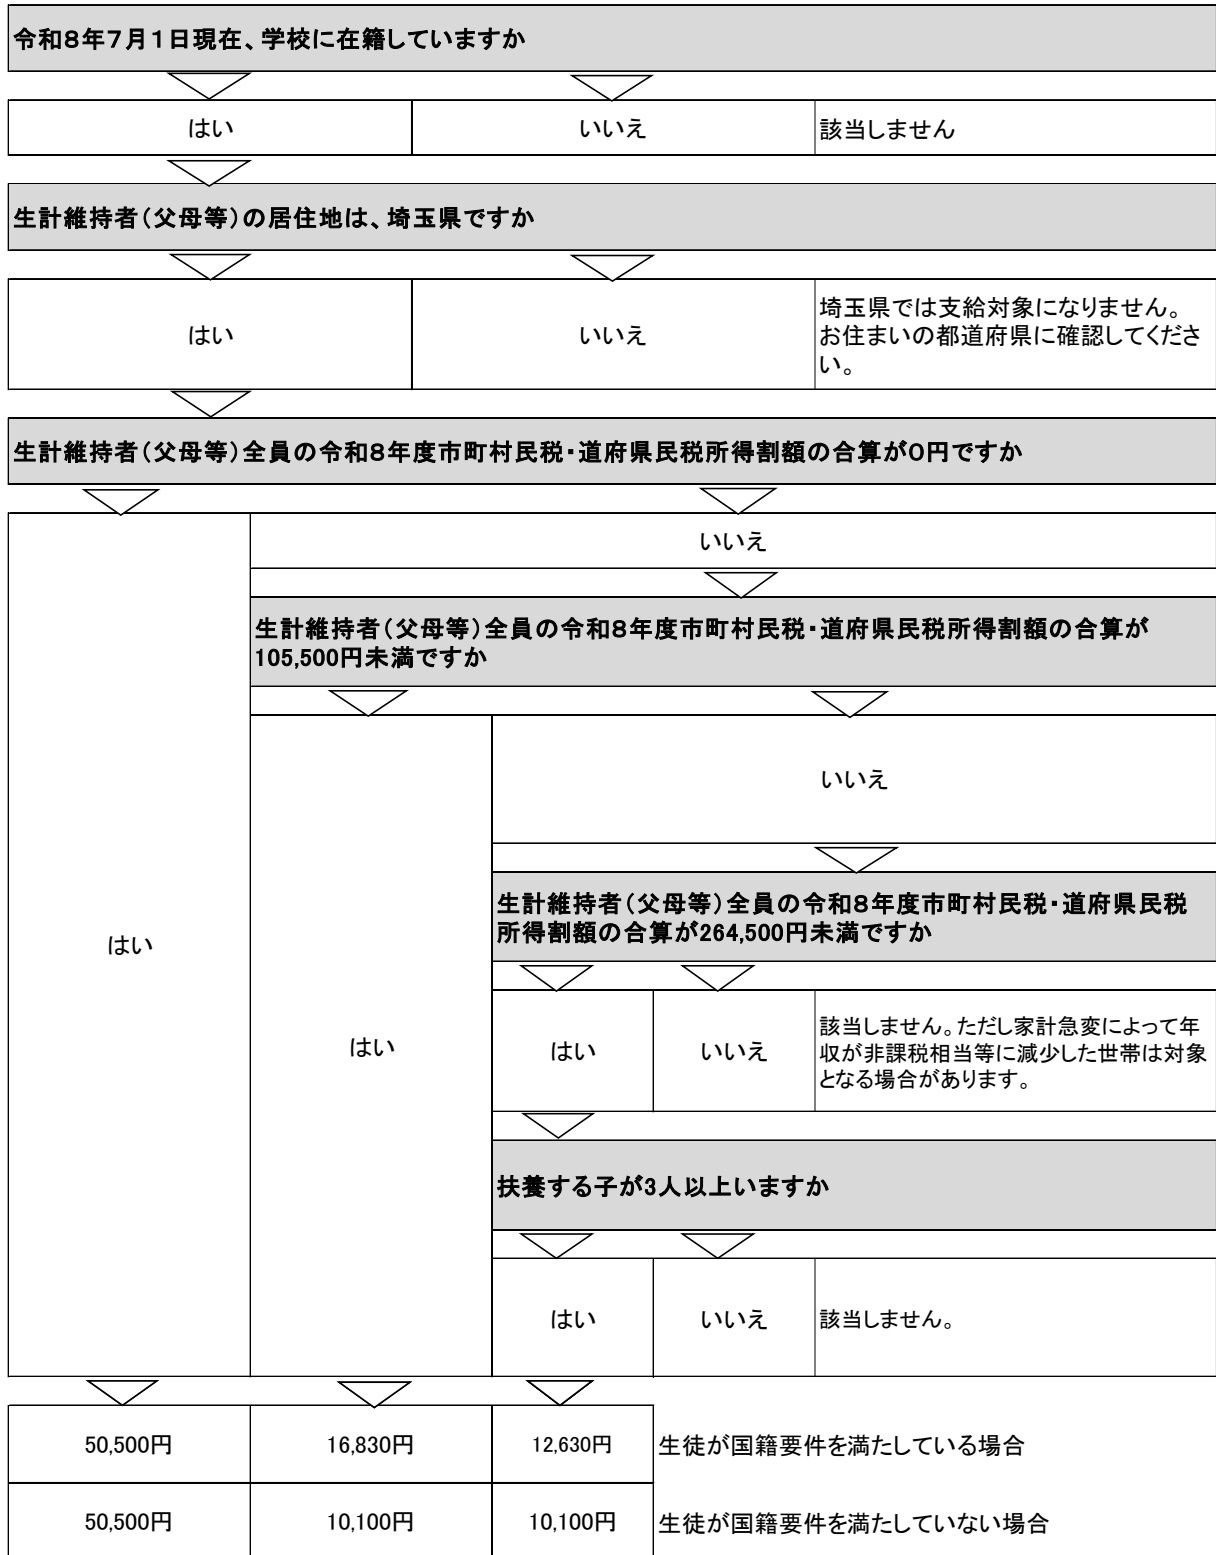 令和8年7月1日現在、学校に在籍していますか
はい
いいえ
該当しません
生計維持者(父母等)の居住地は、埼玉県ですか
はい
いいえ
埼玉県では支給対象になりません。
お住まいの都道府県に確認してくださ
い。
生計維持者(父母等)全員の令和8年度市町村民税・道府県民税所得割額の合算が0円ですか
いいえ
生計維持者(父母等)全員の令和8年度市町村民税・道府県民税所得割額の合算が
105,500円未満ですか
いいえ
生計維持者(父母等)全員の令和8年度市町村民税・道府県民税
所得割額の合算が264,500円未満ですか
はい
はい
はい
いいえ
該当しません。ただし家計急変によって年
収が非課税相当等に減少した世帯は対象
となる場合があります。
扶養する子が3人以上いますか
はい
いいえ
該当しません。
50,500円
16,830円
12,630円
生徒が国籍要件を満たしている場合
50,500円
10,100円
10,100円
生徒が国籍要件を満たしていない場合